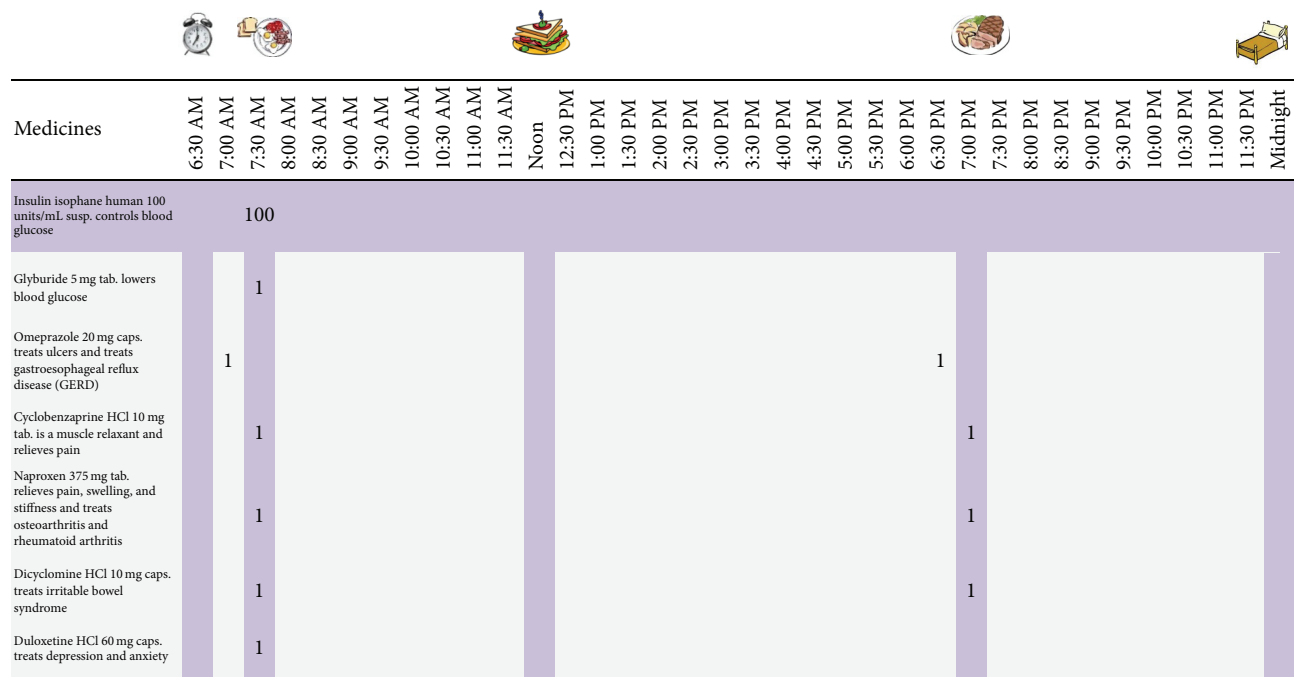 Medicines
6:30 AM
7:00 AM
7:30 AM
8:00 AM
8:30 AM
9:00 AM
9:30 AM
10:00 AM
10:30 AM
11:00 AM
11:30 AM
Noon
12:30 PM
1:00 PM
1:30 PM
2:00 PM
2:30 PM
3:00 PM
3:30 PM
4:00 PM
4:30 PM
5:00 PM
5:30 PM
6:00 PM
6:30 PM
7:00 PM
7:30 PM
8:00 PM
8:30 PM
9:00 PM
9:30 PM
10:00 PM
10:30 PM
11:00 PM
11:30 PM
Midnight
Insulin isophane human 100
units/mL susp. controls blood
glucose
100
Glyburide 5 mg tab. lowers
blood glucose
1
Omeprazole 20 mg caps.
treats ulcers and treats
gastroesophageal reflux
disease (GERD)
1 1
Cyclobenzaprine HCl 10 mg
tab. is a muscle relaxant and
relieves pain
1 1
Naproxen 375 mg tab.
relieves pain, swelling, and
stiffness and treats
osteoarthritis and
rheumatoid arthritis
1 1
Dicyclomine HCl 10 mg caps.
treats irritable bowel
syndrome
1 1
Duloxetine HCl 60 mg caps.
treats depression and anxiety
1